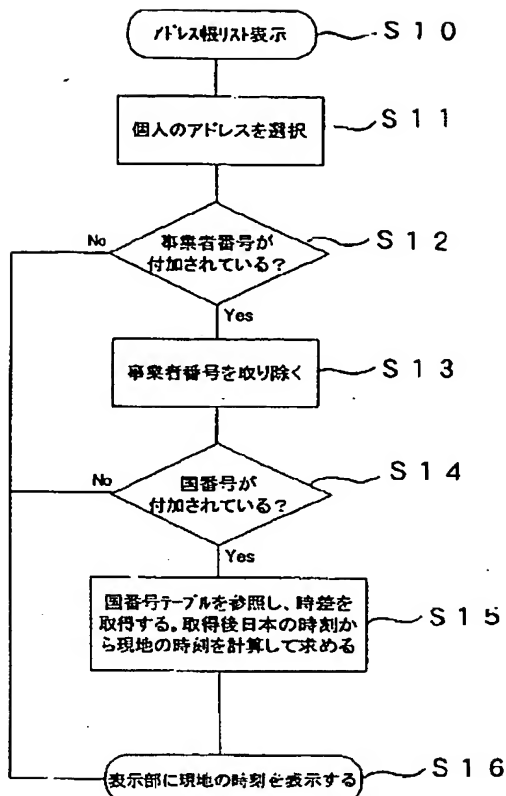 アドレス帳リスト表示
S10
個人のアドレスを選択
S11
事業者番号が
付加されている?
S12
No
Yes
事業者番号を取り除く
S13
国番号が
付加されている?
S14
No
Yes
国番号テーブルを参照し、時差を
取得する。取得後日本の時刻か
ら現地の時刻を計算して求める
S15
表示部に現地の時刻を表示する
S16